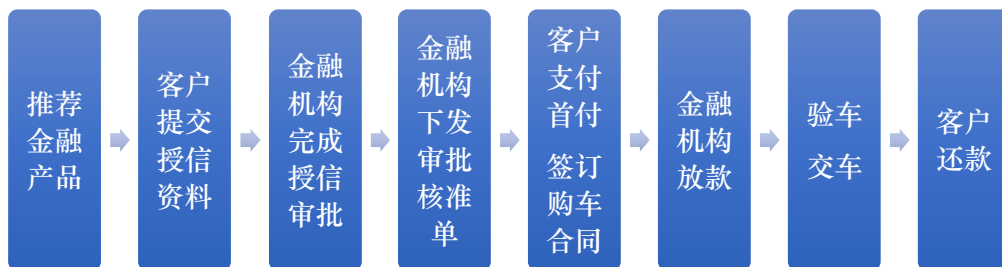 推荐
金融
产品
客户
提交
授信
资料
金融
机构
完成
授信
审批
金融
机构
下发
审批
核准
单
客户
支付
首付
签订
购车
合同
金融
机构
放款
验车
交车
客户
还款